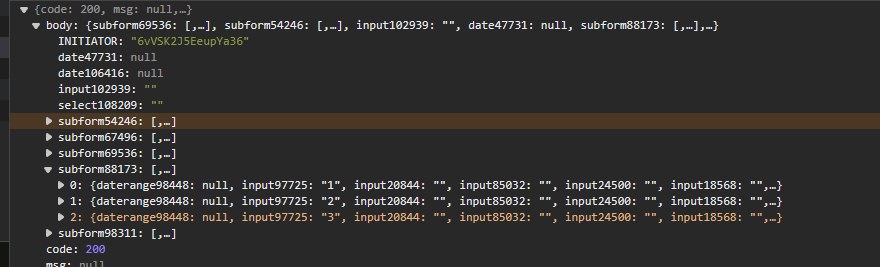 {code: 200, msg: null,…}
body: {subform69536: [,…], subform54246: [,…], input102939: "", date47731: null, subform88173: [,…],…}
INITIATOR: "6vVSK2J5EeupYa36"
date47731: null
date106416: null
input102939: ""
select108209: ""
subform54246: [,…]
subform67496: [,…]
subform69536: [,…]
subform88173: [,…]
0: {daterange98448: null, input97725: "1", input20844: "", input85032: "", input24500: "", input18568: "",…}
1: {daterange98448: null, input97725: "2", input20844: "", input85032: "", input24500: "", input18568: "",…}
2: {daterange98448: null, input97725: "3", input20844: "", input85032: "", input24500: "", input18568: "",…}
subform98311: [,…]
code: 200
msg: null